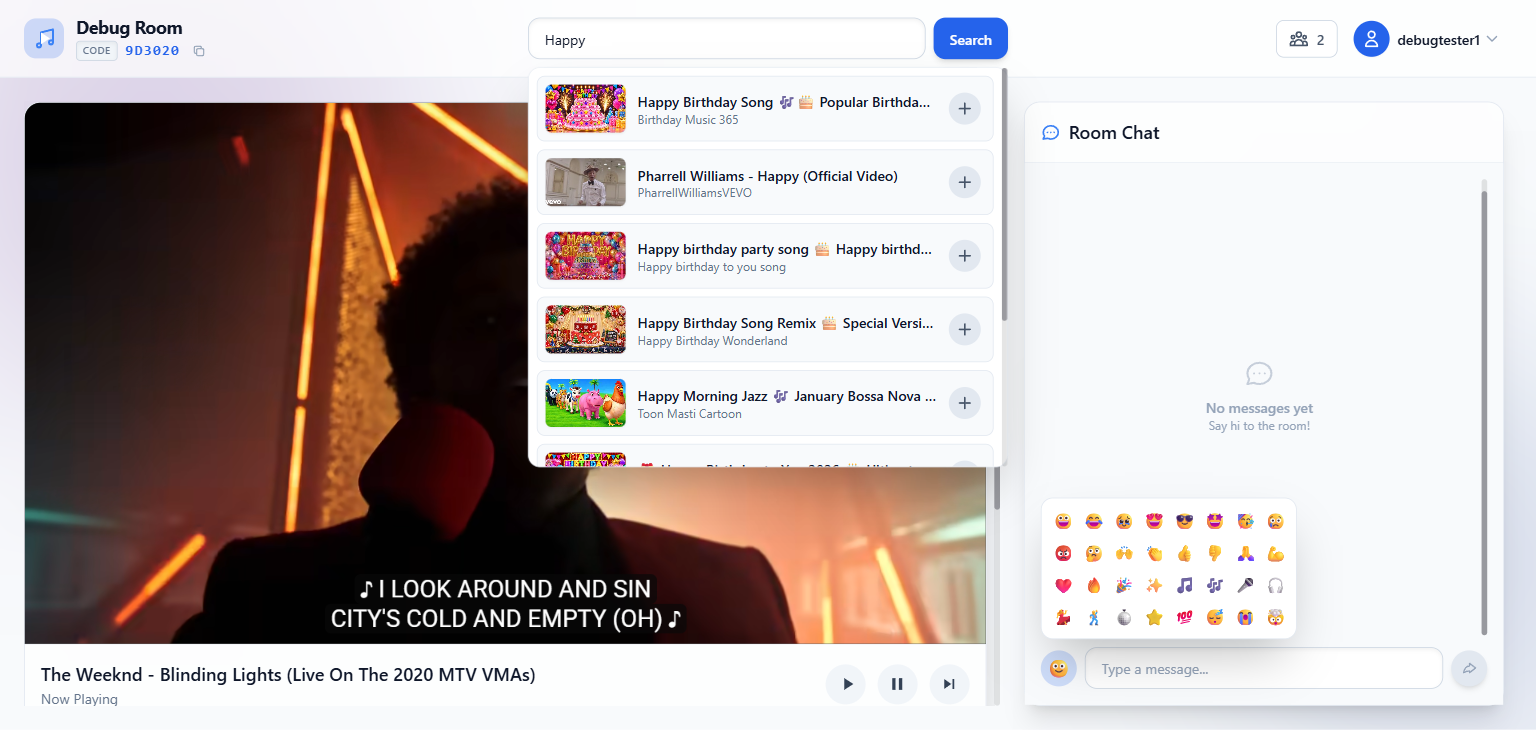 Debug Room
CODE 9D3020
Happy
Search
2
debugtester1
Happy Birthday Song 🎶 🎂 Popular Birthda...
Birthday Music 365
Pharrell Williams - Happy (Official Video)
PharrellWilliamsVEVO
vevo
Happy birthday party song 🎂 Happy birthd...
Happy birthday to you song
Happy Birthday Song Remix 🎂 Special Versi...
Happy Birthday Wonderland
Happy Morning Jazz 🎶 January Bossa Nova ...
Toon Masti Cartoon
♪ I LOOK AROUND AND SIN
CITY'S COLD AND EMPTY (OH) ♪
The Weeknd - Blinding Lights (Live On The 2020 MTV VMAs)
Now Playing
Room Chat
No messages yet
Say hi to the room!
💯
Type a message...